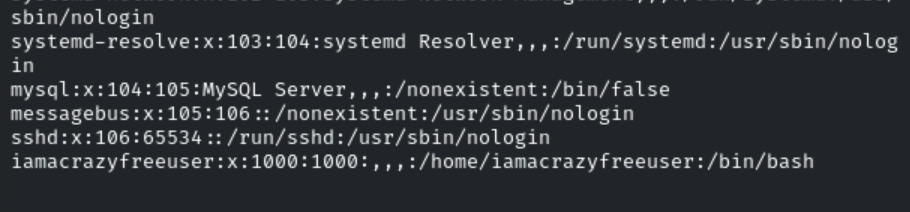 sbin/nologin
systemd-resolve:x:103:104:systemd Resolver,,,:/run/systemd:/usr/sbin/nolog
in
mysql:x:104:105:MySQL Server,,,:/nonexistent:/bin/false
messagebus:x:105:106::/nonexistent:/usr/sbin/nologin
sshd:x:106:65534::/run/sshd:/usr/sbin/nologin
iamacrazyfreeuser:x:1000:1000:,,,:/home/iamacrazyfreeuser:/bin/bash